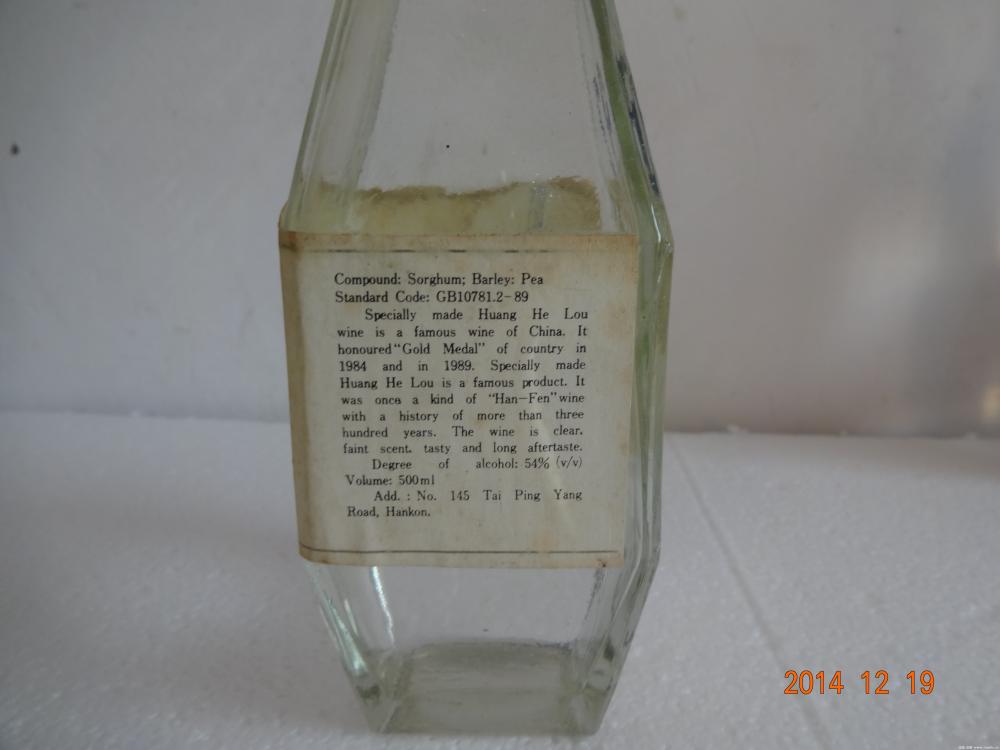 Compound: Sorghum; Barley: Pea
Standard Code: GB10781.2-89
Specially made Huang He Lou
wine is a famous wine of China. It
honoured "Gold Medal" of country in
1984 and in 1989. Specially made
Huang He Lou is a famous product. It
was once a kind of "Han-Fen" wine
with a history of more than three
hundred years. The wine is clear.
faint scent. tasty and long aftertaste.
Degree of alcohol: 54% (v/v)
Volume: 500ml
Add. : No. 145 Tai Ping Yang
Road, Hankon.
2014 12 19